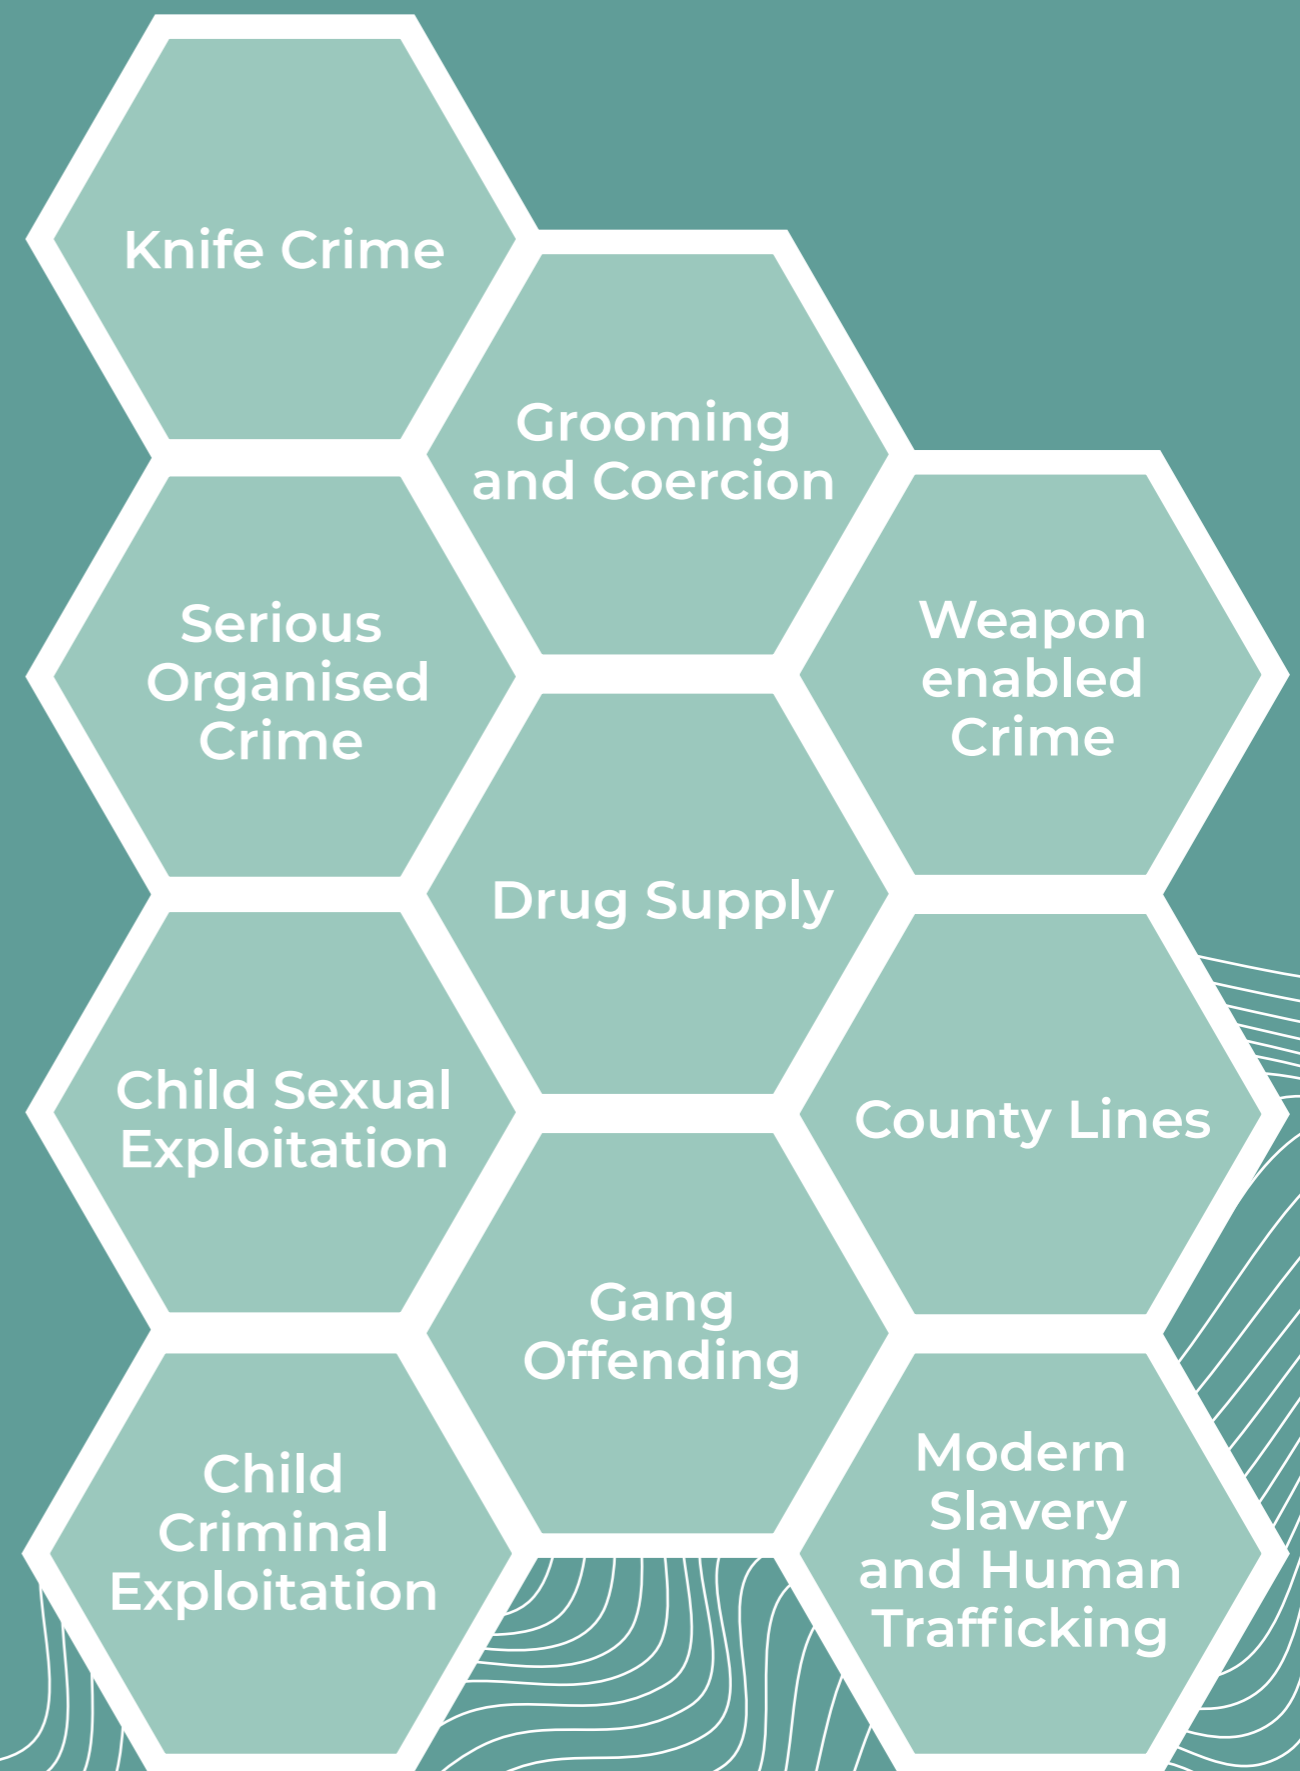 Knife Crime
Grooming
and Coercion
Serious
Organised
Crime
Weapon
enabled
Crime
Drug Supply
Child Sexual
Exploitation
County Lines
Gang
Offending
Child
Criminal
Exploitation
Modern
Slavery
and Human
Trafficking